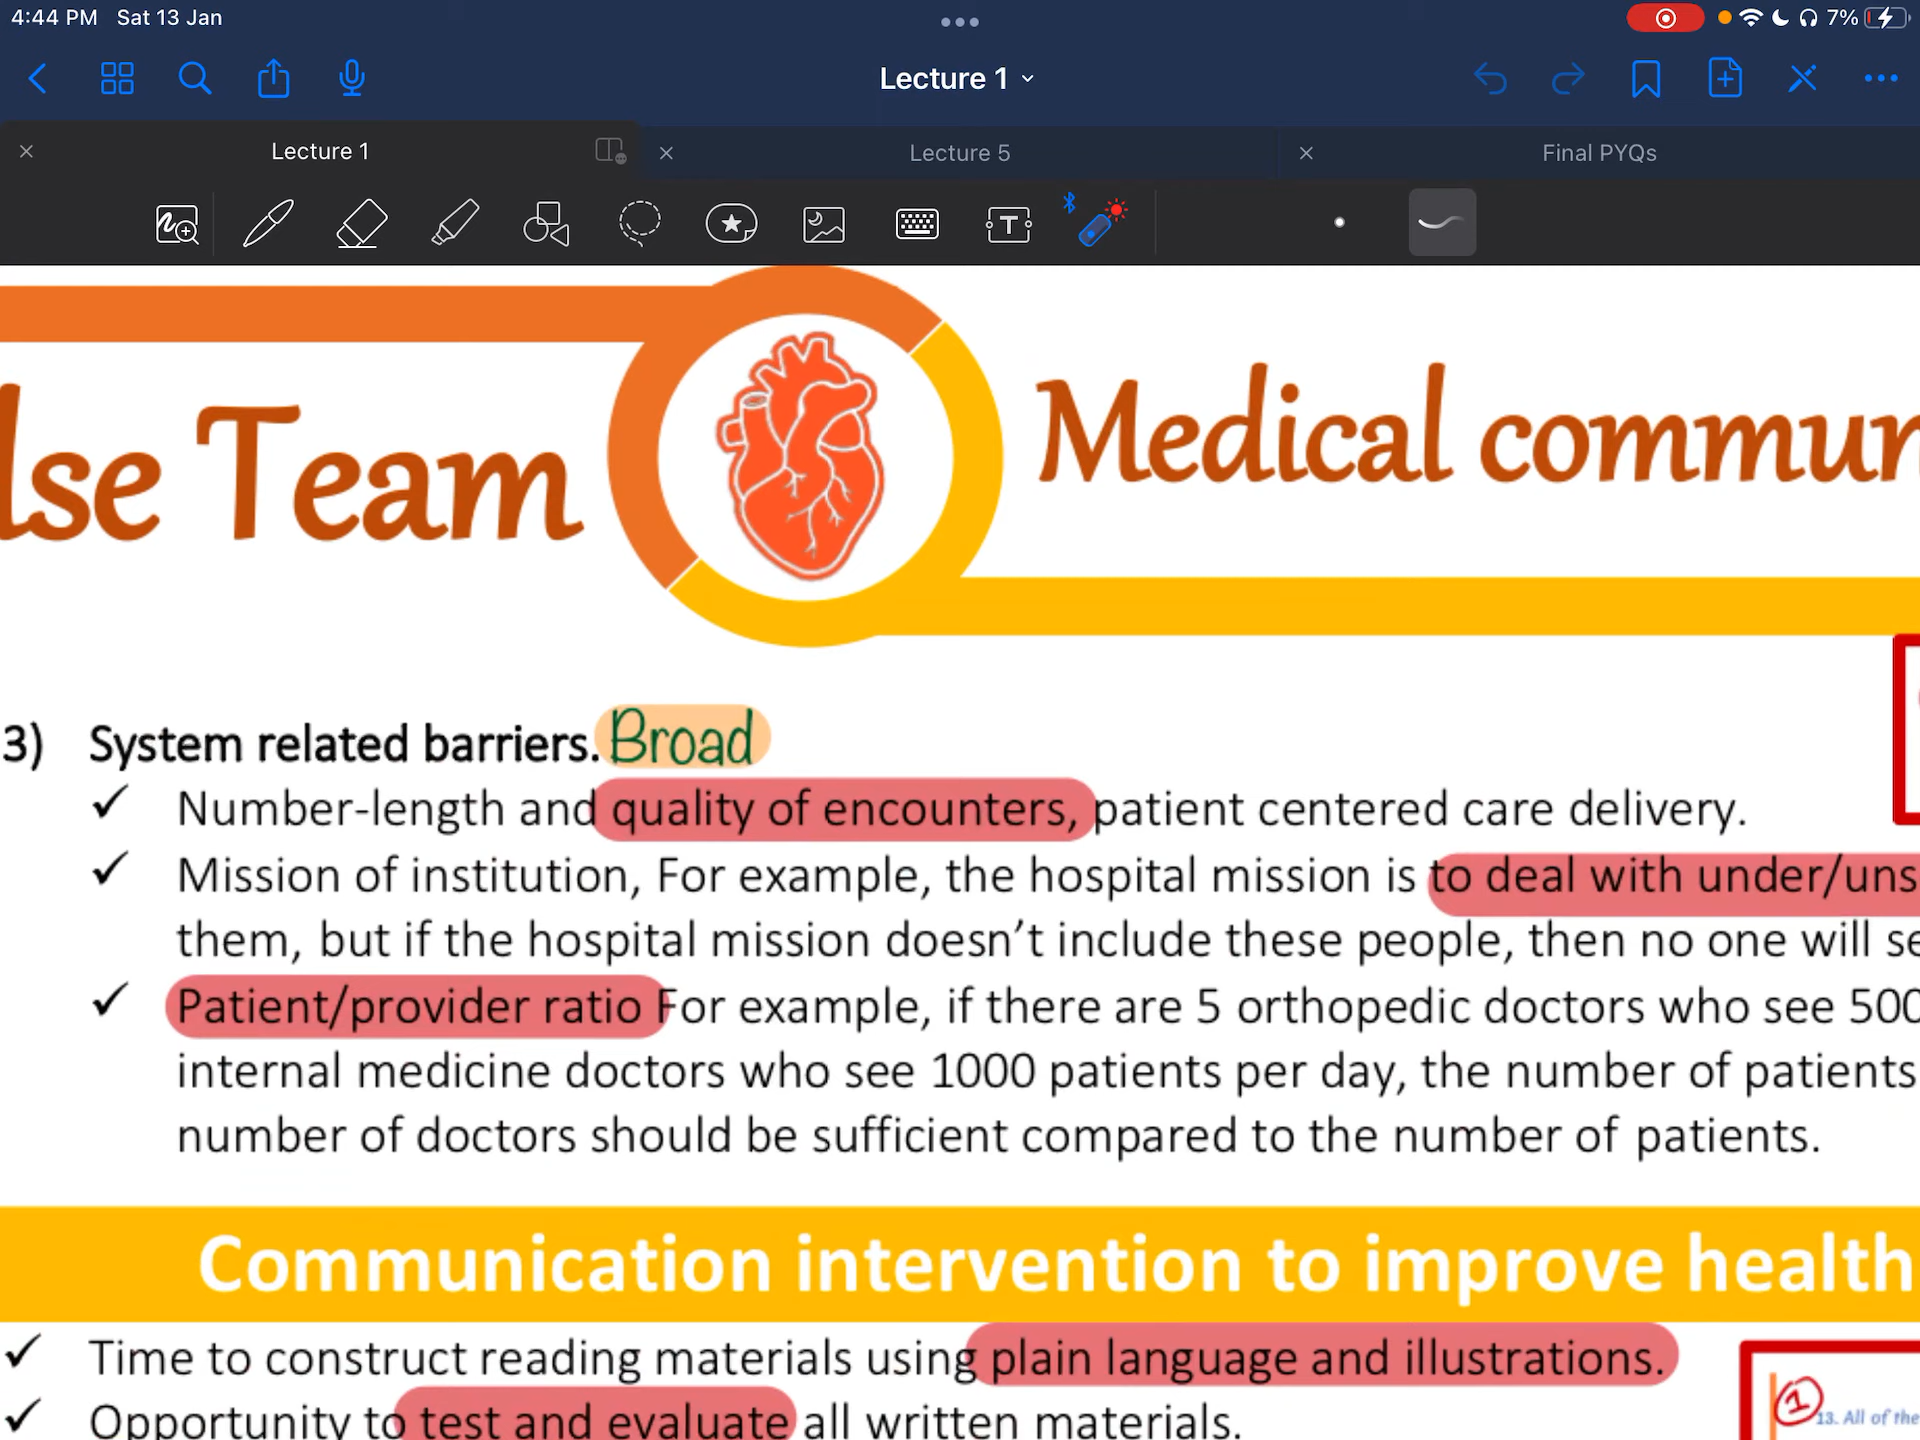 4:44 PM Sat 13 Jan
7%
Lecture 1
Lecture 1
Lecture 5
Final PYQs
lse Team
Medical commun
3) System related barriers. Broad
✓ Number-length and quality of encounters, patient centered care delivery.
✓ Mission of institution, For example, the hospital mission is to deal with under/uns
them, but if the hospital mission doesn’t include these people, then no one will se
✓ Patient/provider ratio For example, if there are 5 orthopedic doctors who see 500
internal medicine doctors who see 1000 patients per day, the number of patients
number of doctors should be sufficient compared to the number of patients.
Communication intervention to improve health
✓ Time to construct reading materials using plain language and illustrations.
1
13. All of the
✓ Opportunity to test and evaluate all written materials.